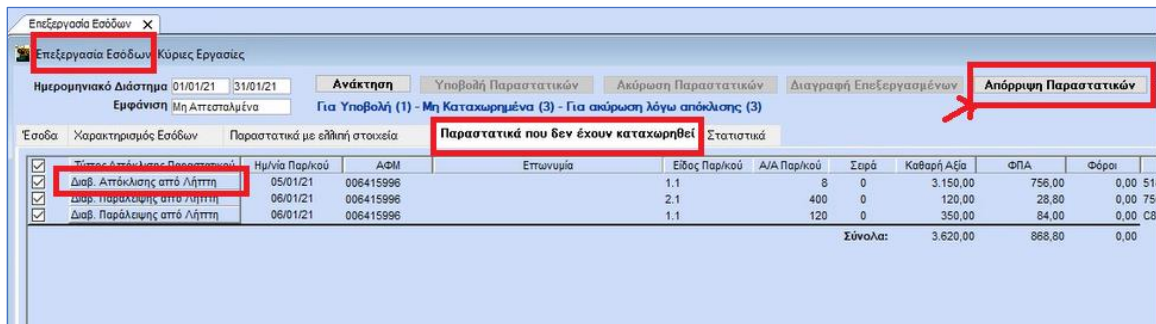 Επεξεργασία Εσόδων X
Επεξεργασία Εσόδων Κύριες Εργασίες
Ημερομηνιακό Διάστημα 01/01/21 31/01/21 Ανάκτηση Υποβολή Παραστατικών Ακύρωση Παραστατικών Διαγραφή Επεξεργασμένων Απόρριψη Παραστατικών
Εμφάνιση Μη Απεσταλμένα Για Υποβολή (1) - Μη Καταχωρημένα (3) - Για ακύρωση λόγω απόκλισης (3)
Έσοδα Χαρακτηρισμός Εσόδων Παραστατικά με ελλιπή στοιχεία Παραστατικά που δεν έχουν καταχωρηθεί Στατιστικά
Τύπος Απόκλισης Παραστατικού Ημ/νία Παρ/κού ΑΦΜ Επωνυμία Είδος Παρ/κού Α/Α Παρ/κού Σειρά Καθαρή Αξία ΦΠΑ Φόροι
Διαβ. Απόκλισης από Λήπτη 05/01/21 006415996 1.1 8 0 3.150,00 756,00 0,00
Διαβ. Παράλειψης από Λήπτη 06/01/21 006415996 2.1 400 0 120,00 28,80 0,00
Διαβ. Παράλειψης από Λήπτη 06/01/21 006415996 1.1 120 0 350,00 84,00 0,00
Σύνολα: 3.620,00 868,80 0,00